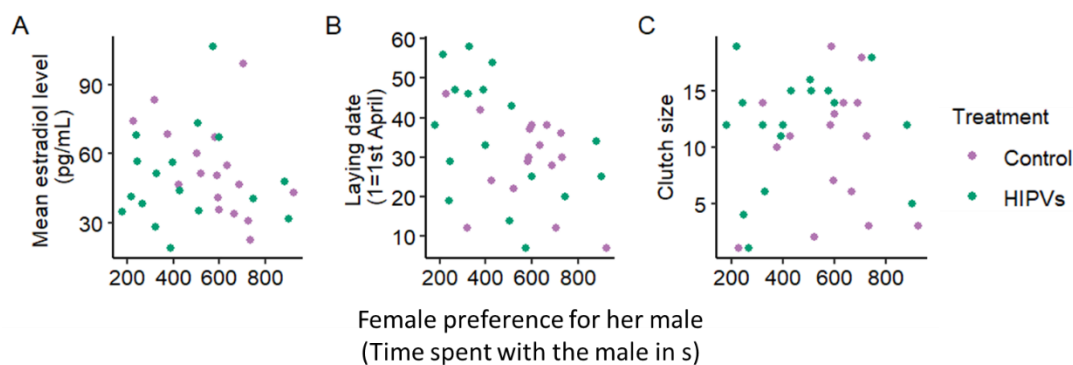 A
Mean estradiol level
(pg/mL)
90
60
30
200 400 600 800
B
Laying date
(1=1st April)
60
50
40
30
20
10
200 400 600 800
C
Clutch size
15
10
5
200 400 600 800
Treatment
Control
HIPVs
Female preference for her male
(Time spent with the male in s)